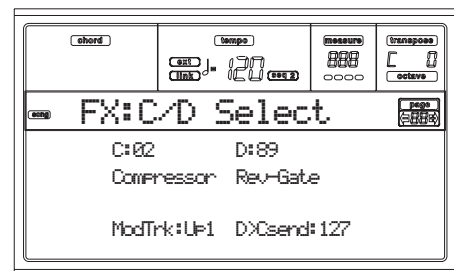 chord tempo measure transpose
ext link ♩= 120 seq 2 888 C 0
octave
song FX:C/D Select page
C:02 D:89
Compressor Rev-Gate
ModTrk:UP1 D>Csend:127